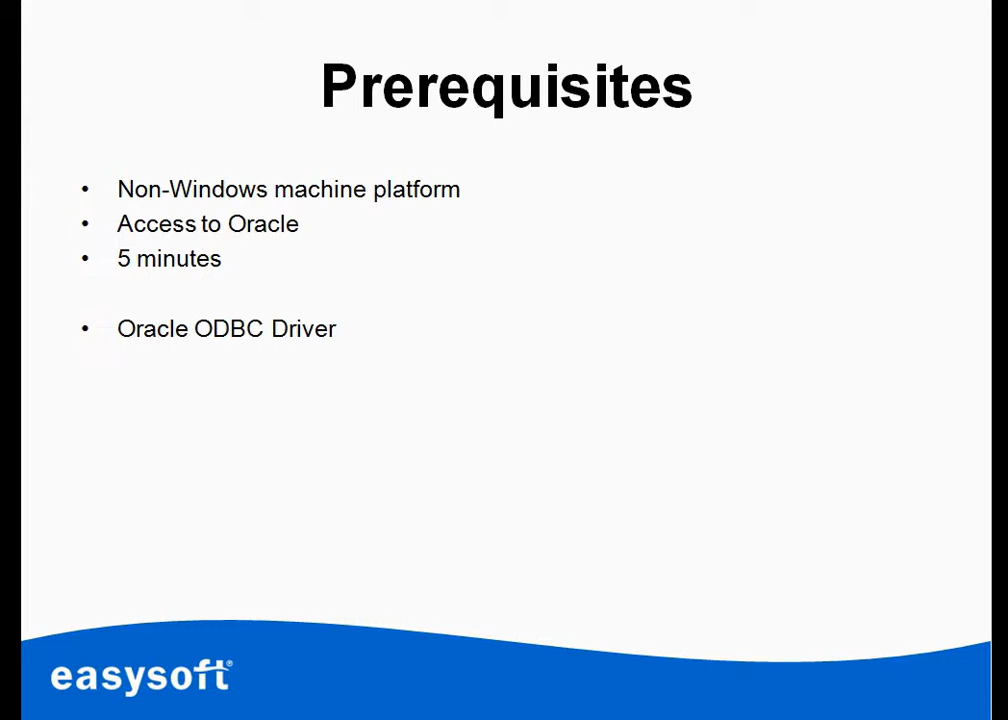 Prerequisites
• Non-Windows machine platform
• Access to Oracle
• 5 minutes
• Oracle ODBC Driver
easysoft®